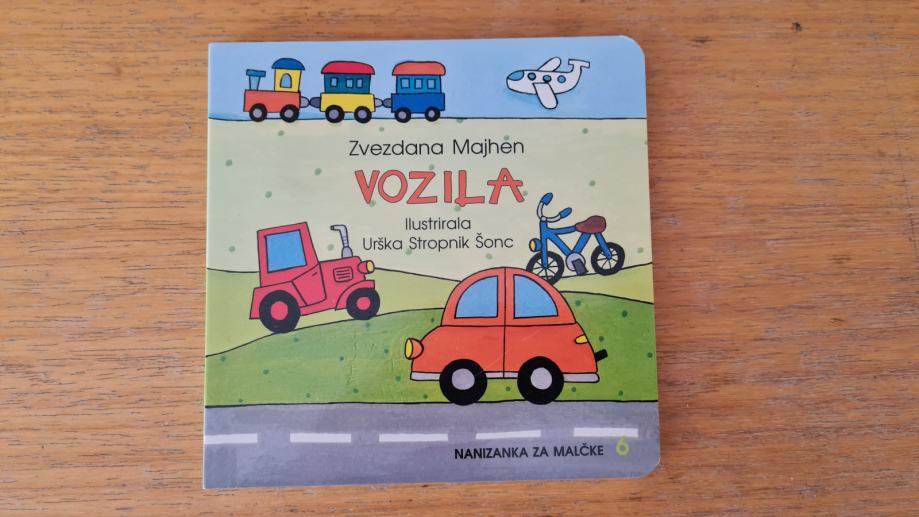 Zvezdana Majhen
VOZILA
Ilustrirala
Urška Stropnik Šonc
NANIZANKA ZA MALČKE 6